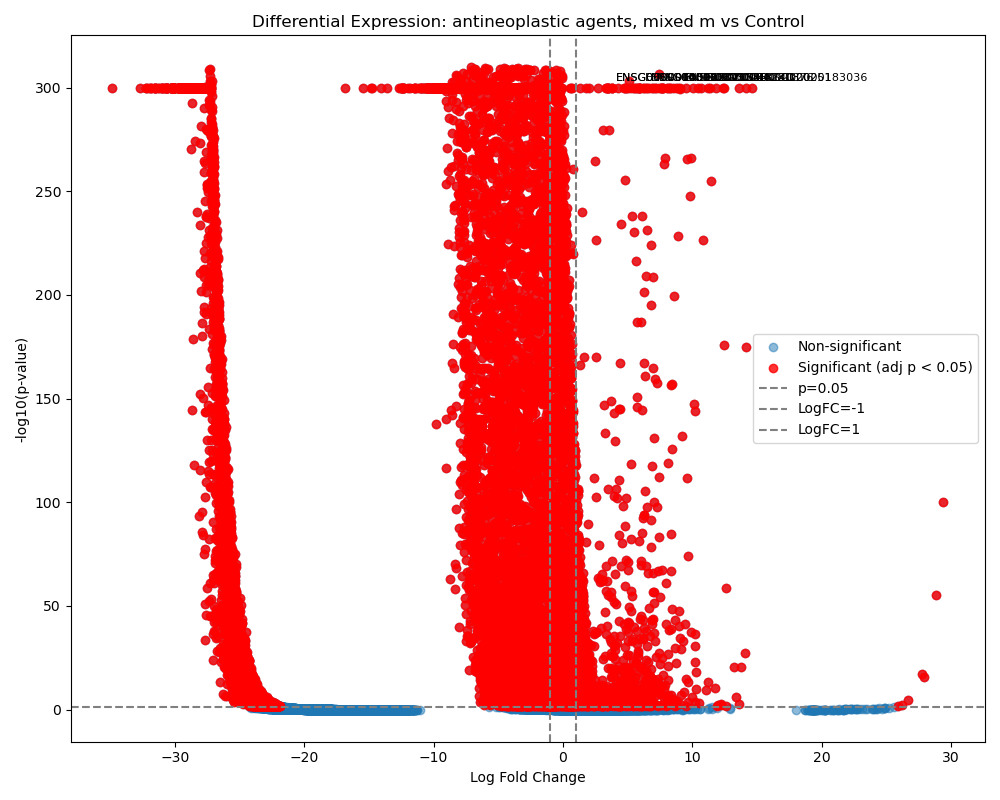 Differential Expression: antineoplastic agents, mixed m vs Control
300
250
200
150
100
50
0
-log10(p-value)
Non-significant
Significant (adj p < 0.05)
p=0.05
LogFC=-1
LogFC=1
−30
−20
−10
0
10
20
30
Log Fold Change